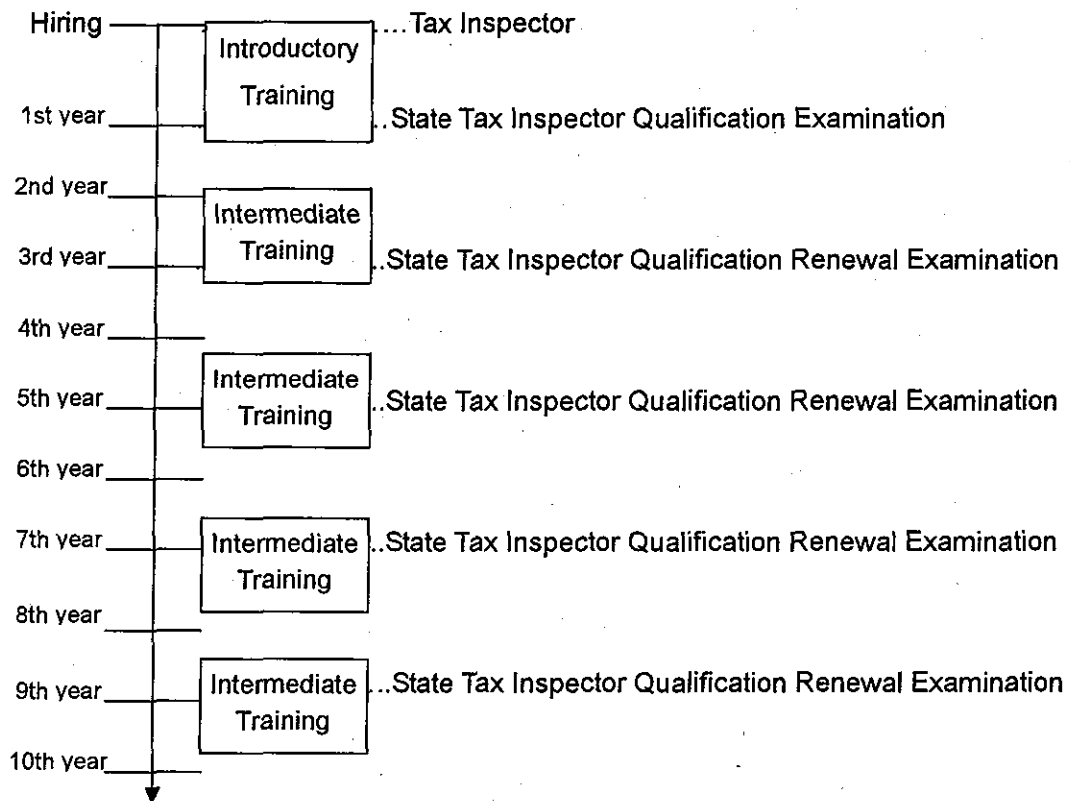 Hiring ....Tax Inspector
Introductory
Training
1st year ..State Tax Inspector Qualification Examination
2nd year
Intermediate
Training
3rd year ..State Tax Inspector Qualification Renewal Examination
4th year
Intermediate
Training
5th year ..State Tax Inspector Qualification Renewal Examination
6th year
7th year Intermediate ..State Tax Inspector Qualification Renewal Examination
Training
8th year
9th year Intermediate ...State Tax Inspector Qualification Renewal Examination
Training
10th year